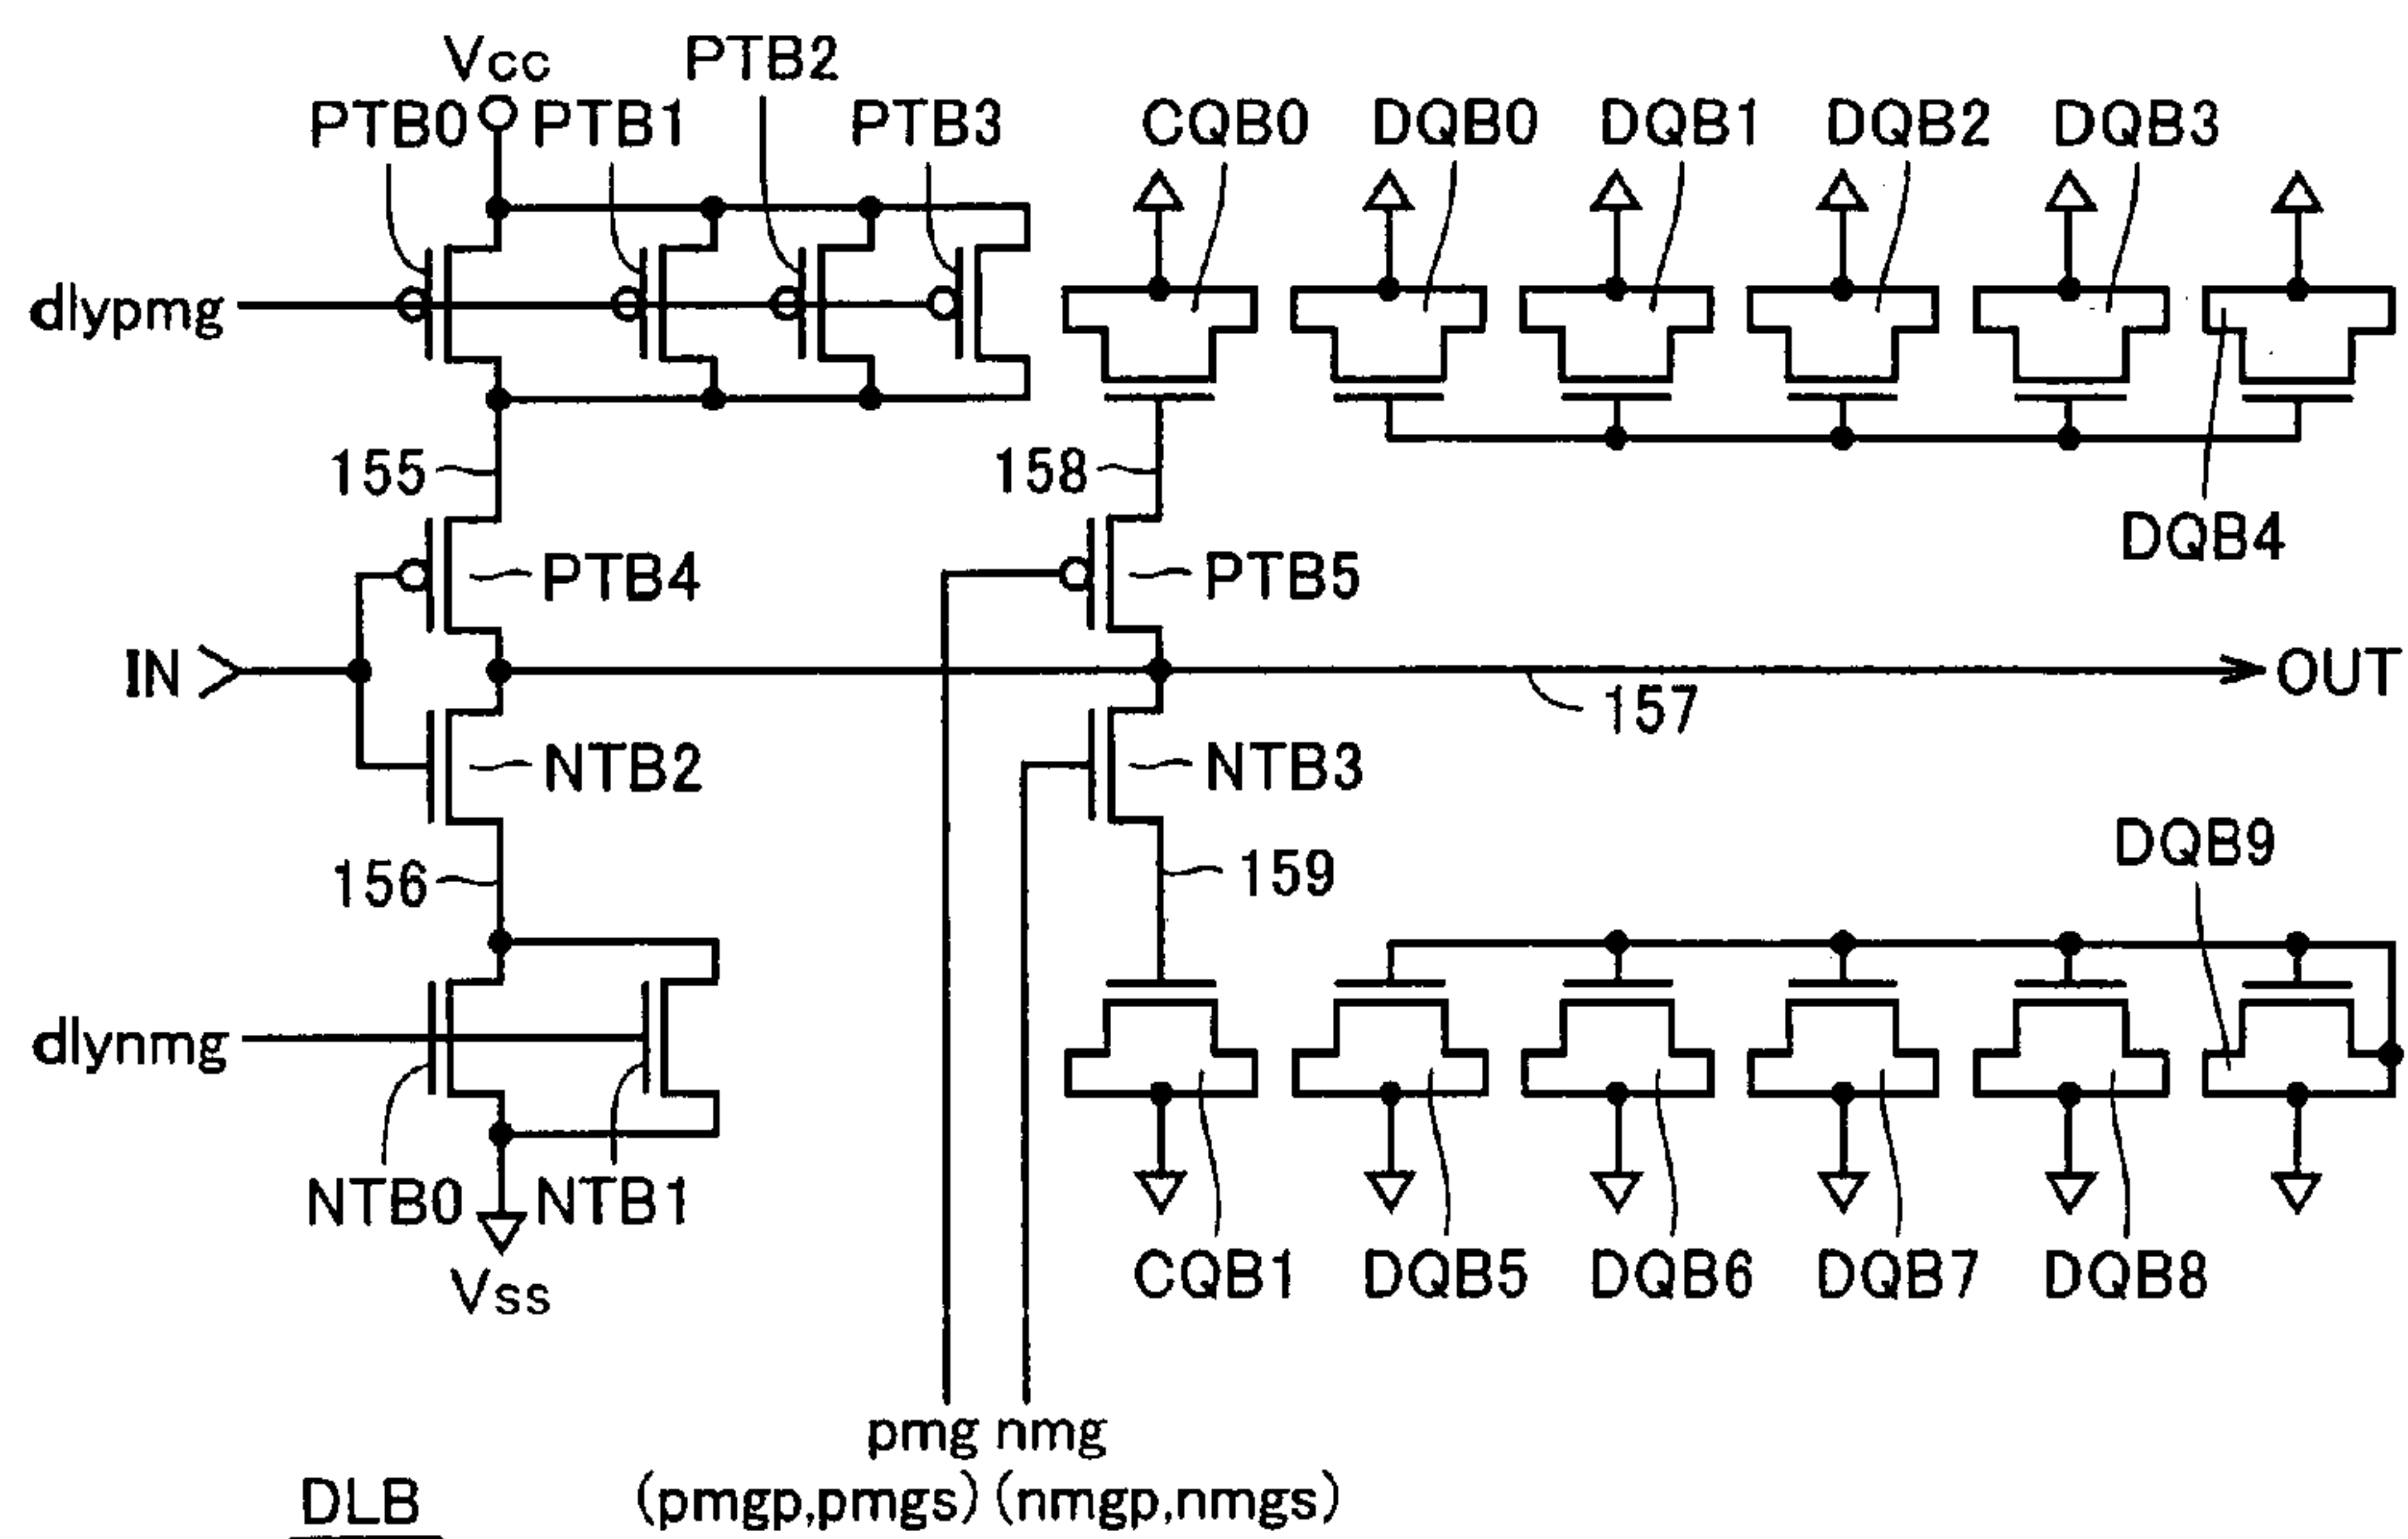 Vcc
PTB2
PTB0
PTB1
PTB3
CQB0
DQB0
DQB1
DQB2
DQB3
dlypmg
155
158
DQB4
PTB4
PTB5
IN
OUT
157
NTB2
NTB3
156
159
DQB9
dlynmg
NTB0
NTB1
Vss
CQB1
DQB5
DQB6
DQB7
DQB8
pmg nmg
DLB
(pmgp,pmgs) (nmgp,nmgs)